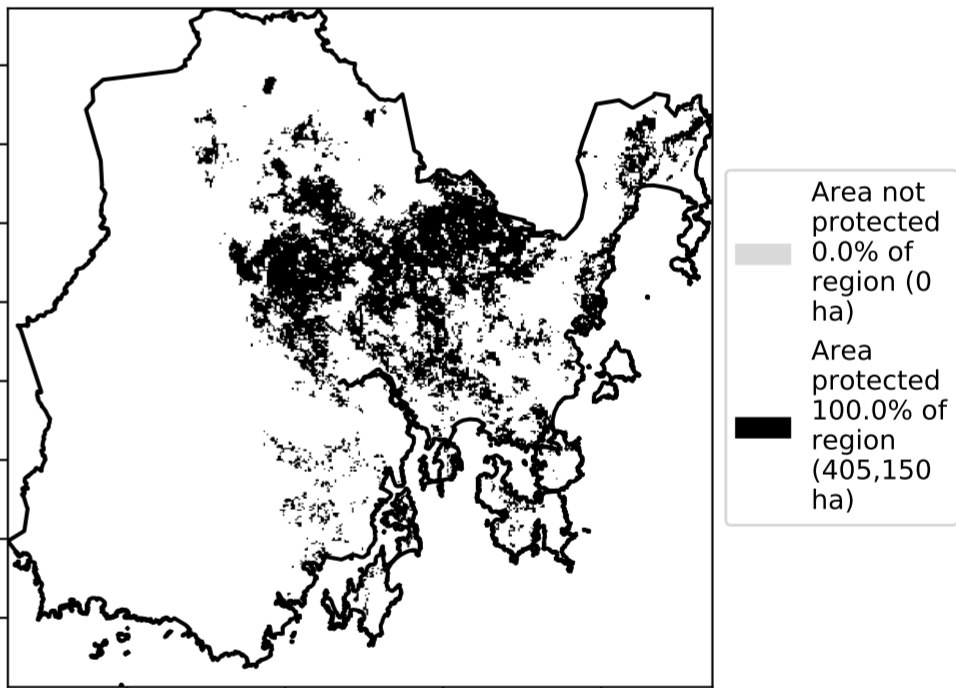 Area not
protected
0.0% of
region (0
ha)
Area
protected
100.0% of
region
(405,150
ha)